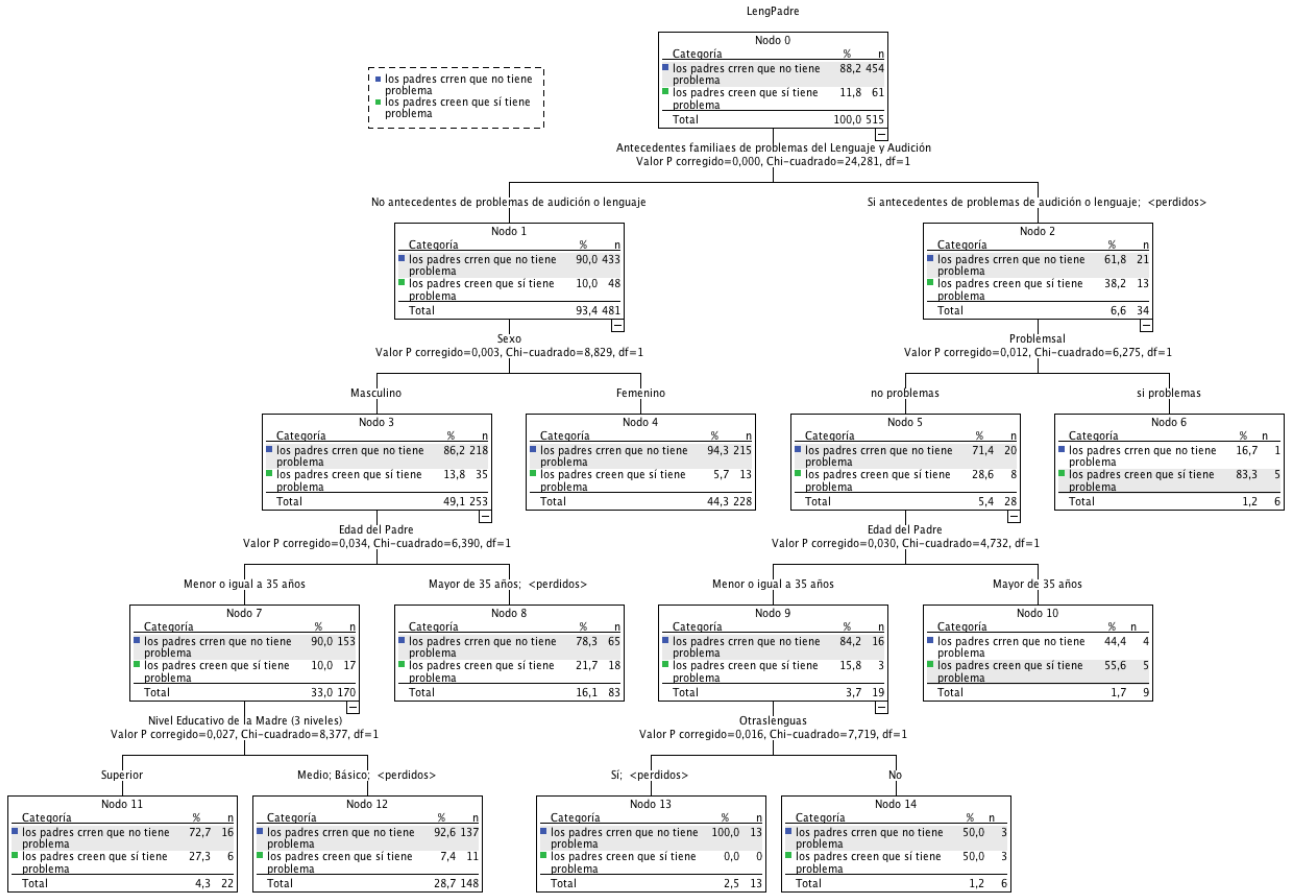 LengPadre
los padres crren que no tiene
problema
los padres creen que sí tiene
problema
Nodo 0
Categoría % n
los padres crren que no tiene 88,2 454
problema
los padres creen que sí tiene 11,8 61
problema
Total 100,0 515
Antecedentes familiaes de problemas del Lenguaje y Audición
Valor P corregido=0,000, Chi-cuadrado=24,281, df=1
No antecedentes de problemas de audición o lenguaje
Si antecedentes de problemas de audición o lenguaje; <perdidos>
Nodo 1
Categoría % n
los padres crren que no tiene 90,0 433
problema
los padres creen que sí tiene 10,0 48
problema
Total 93,4 481
Nodo 2
Categoría % n
los padres crren que no tiene 61,8 21
problema
los padres creen que sí tiene 38,2 13
problema
Total 6,6 34
Sexo
Valor P corregido=0,003, Chi-cuadrado=8,829, df=1
Problemsal
Valor P corregido=0,012, Chi-cuadrado=6,275, df=1
Masculino
Femenino
no problemas
si problemas
Nodo 3
Categoría % n
los padres crren que no tiene 86,2 218
problema
los padres creen que sí tiene 13,8 35
problema
Total 49,1 253
Nodo 4
Categoría % n
los padres crren que no tiene 94,3 215
problema
los padres creen que sí tiene 5,7 13
problema
Total 44,3 228
Nodo 5
Categoría % n
los padres crren que no tiene 71,4 20
problema
los padres creen que sí tiene 28,6 8
problema
Total 5,4 28
Nodo 6
Categoría % n
los padres crren que no tiene 16,7 1
problema
los padres creen que sí tiene 83,3 5
problema
Total 1,2 6
Edad del Padre
Valor P corregido=0,034, Chi-cuadrado=6,390, df=1
Edad del Padre
Valor P corregido=0,030, Chi-cuadrado=4,732, df=1
Menor o igual a 35 años
Mayor de 35 años; <perdidos>
Menor o igual a 35 años
Mayor de 35 años
Nodo 7
Categoría % n
los padres crren que no tiene 90,0 153
problema
los padres creen que sí tiene 10,0 17
problema
Total 33,0 170
Nodo 8
Categoría % n
los padres crren que no tiene 78,3 65
problema
los padres creen que sí tiene 21,7 18
problema
Total 16,1 83
Nodo 9
Categoría % n
los padres crren que no tiene 84,2 16
problema
los padres creen que sí tiene 15,8 3
problema
Total 3,7 19
Nodo 10
Categoría % n
los padres crren que no tiene 44,4 4
problema
los padres creen que sí tiene 55,6 5
problema
Total 1,7 9
Nivel Educativo de la Madre (3 niveles)
Valor P corregido=0,027, Chi-cuadrado=8,377, df=1
Otraslenguas
Valor P corregido=0,016, Chi-cuadrado=7,719, df=1
Superior
Medio; Básico; <perdidos>
Sí; <perdidos>
No
Nodo 11
Categoría % n
los padres crren que no tiene 72,7 16
problema
los padres creen que sí tiene 27,3 6
problema
Total 4,3 22
Nodo 12
Categoría % n
los padres crren que no tiene 92,6 137
problema
los padres creen que sí tiene 7,4 11
problema
Total 28,7 148
Nodo 13
Categoría % n
los padres crren que no tiene 100,0 13
problema
los padres creen que sí tiene 0,0 0
problema
Total 2,5 13
Nodo 14
Categoría % n
los padres crren que no tiene 50,0 3
problema
los padres creen que sí tiene 50,0 3
problema
Total 1,2 6